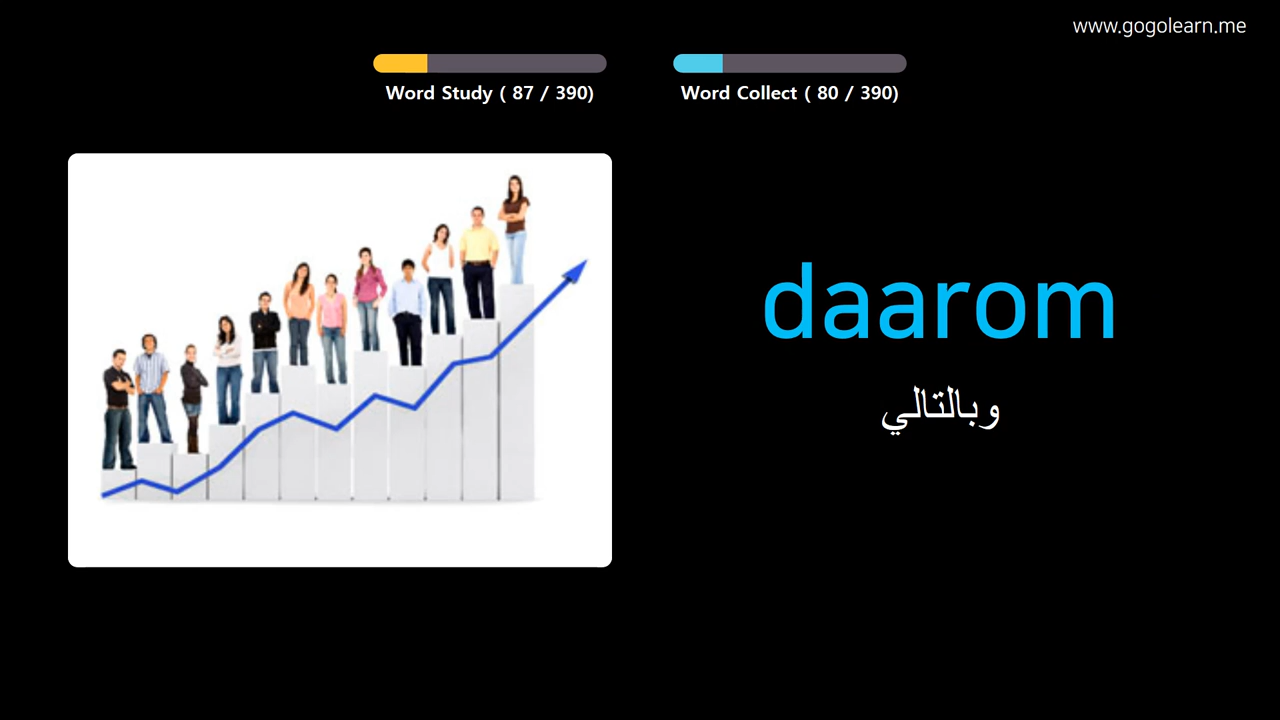 www.gogolearn.me
Word Study ( 87 / 390)
Word Collect ( 80 / 390)
daarom
وبالتالي